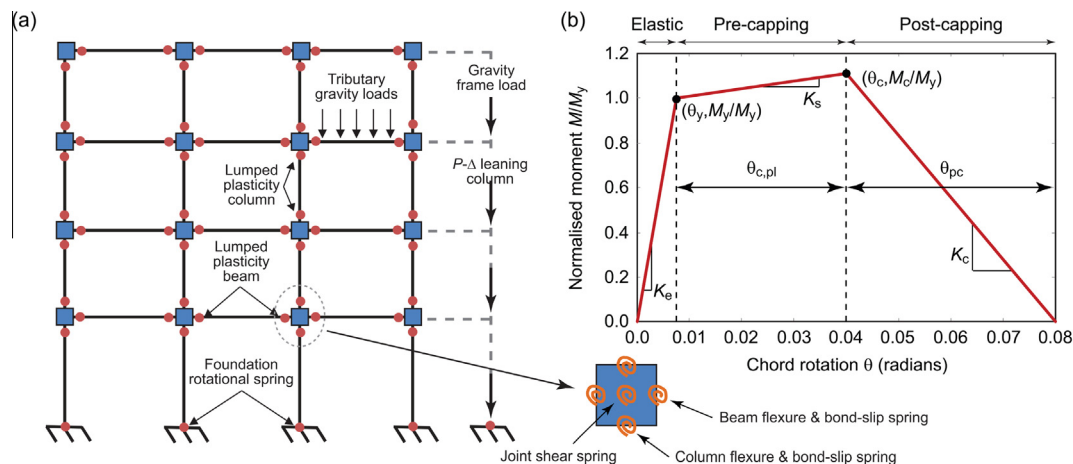 (a)
Tributary
gravity loads
Gravity
frame load
Lumped
plasticity
column
P-Δ leaning
column
Lumped
plasticity
beam
Foundation
rotational spring
(b)
Elastic
Pre-capping
Post-capping
Normalised moment M/My
1.2
1.0
0.8
0.6
0.4
0.2
0.0
(θy,My/My)
(θc,Mc/My)
Ks
θc,pl
θpc
Kc
Ke
0.0 0.01 0.02 0.03 0.04 0.05 0.06 0.07 0.08
Chord rotation θ (radians)
Beam flexure & bond-slip spring
Joint shear spring
Column flexure & bond-slip spring